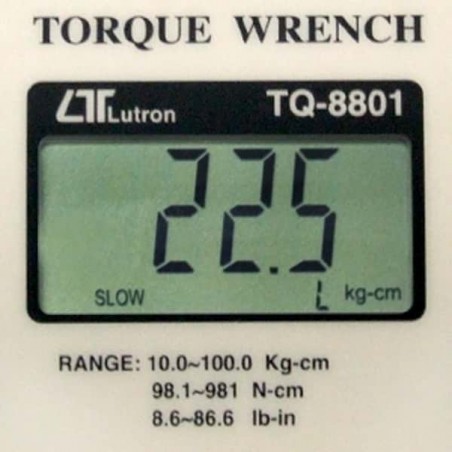 TORQUE WRENCH
LT Lutron TQ-8801
22.5
SLOW L kg-cm
RANGE: 10.0~100.0 Kg-cm
98.1~981 N-cm
8.6~86.6 lb-in